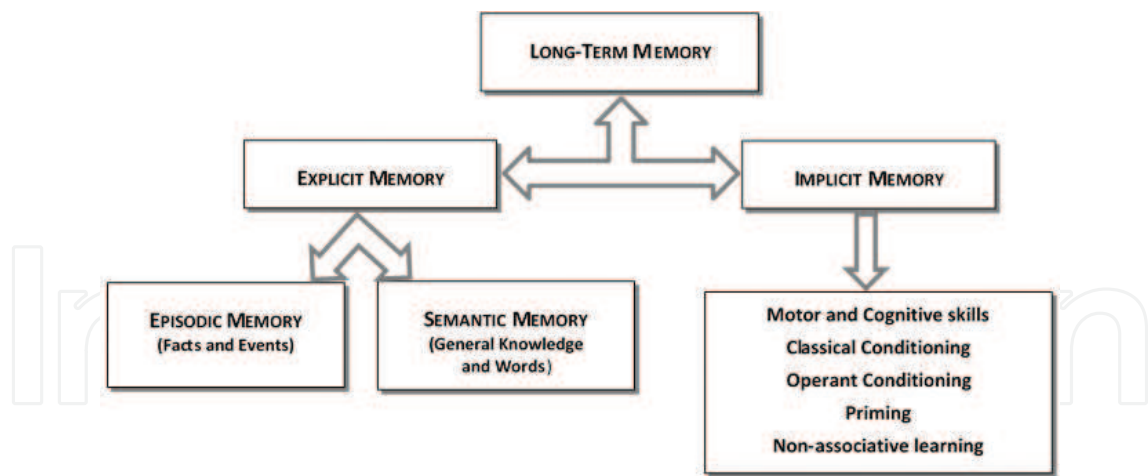 LONG-TERM MEMORY
EXPLICIT MEMORY
IMPLICIT MEMORY
EPISODIC MEMORY
(Facts and Events)
SEMANTIC MEMORY
(General Knowledge
and Words)
Motor and Cognitive skills
Classical Conditioning
Operant Conditioning
Priming
Non-associative learning